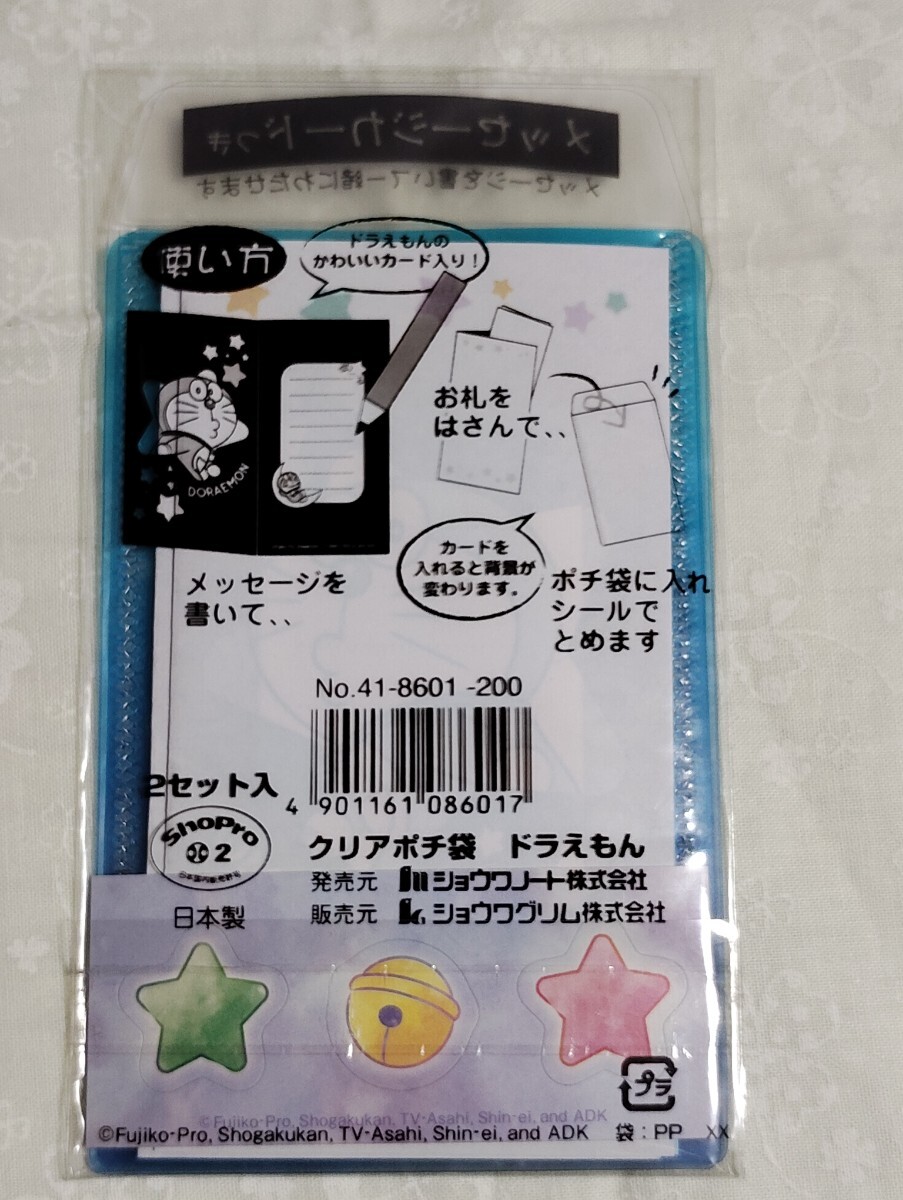 メッセージカードつき
メッセージを書いて一緒にわたせます
使い方
ドラえもんの
かわいいカード入り！
DORAEMON
お札を
はさんで、、
メッセージを
書いて、、
カードを
入れると背景が
変わります。
ポチ袋に入れ
シールで
とめます
No.41-8601 -200
4 901161 086017
2セット入
ShoPro
2
日本製
クリアポチ袋 ドラえもん
発売元 ショウワノート株式会社
販売元 ショウワグリム株式会社
プラ
©Fujiko-Pro, Shogakukan, TV-Asahi, Shin-ei, and ADK
©Fujiko-Pro, Shogakukan, TV-Asahi, Shin-ei, and ADK 袋：PP XX